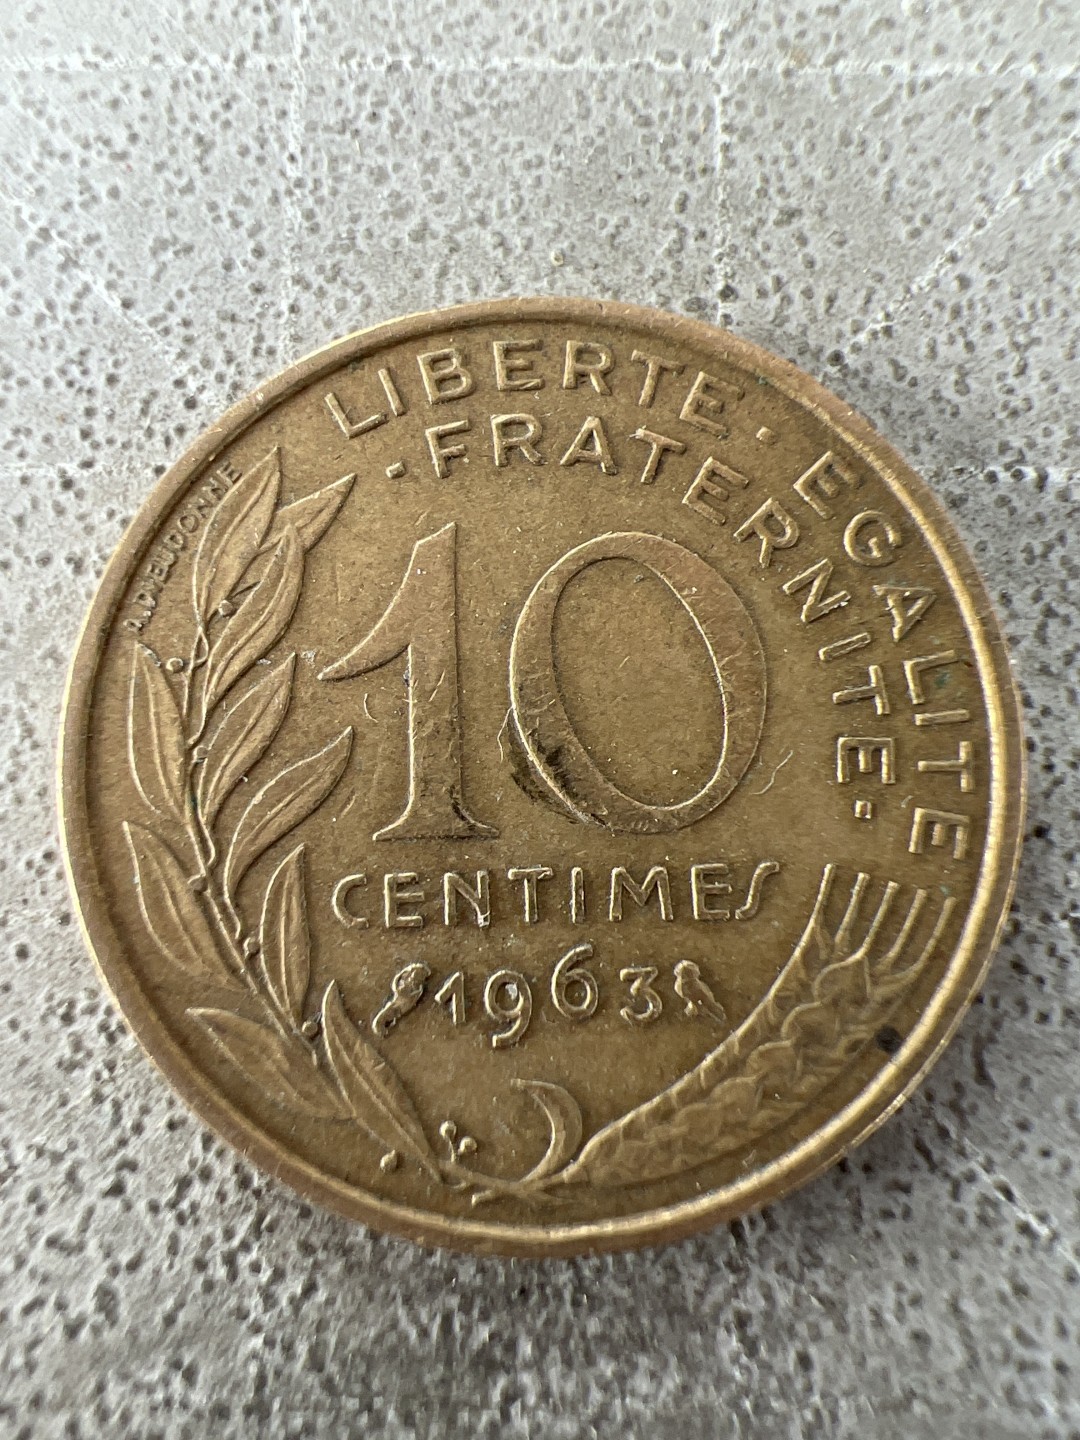 LIBERTE · EGALITE
· FRATERNITE ·
A. DIEUDONNE
10
CENTIMES
1963